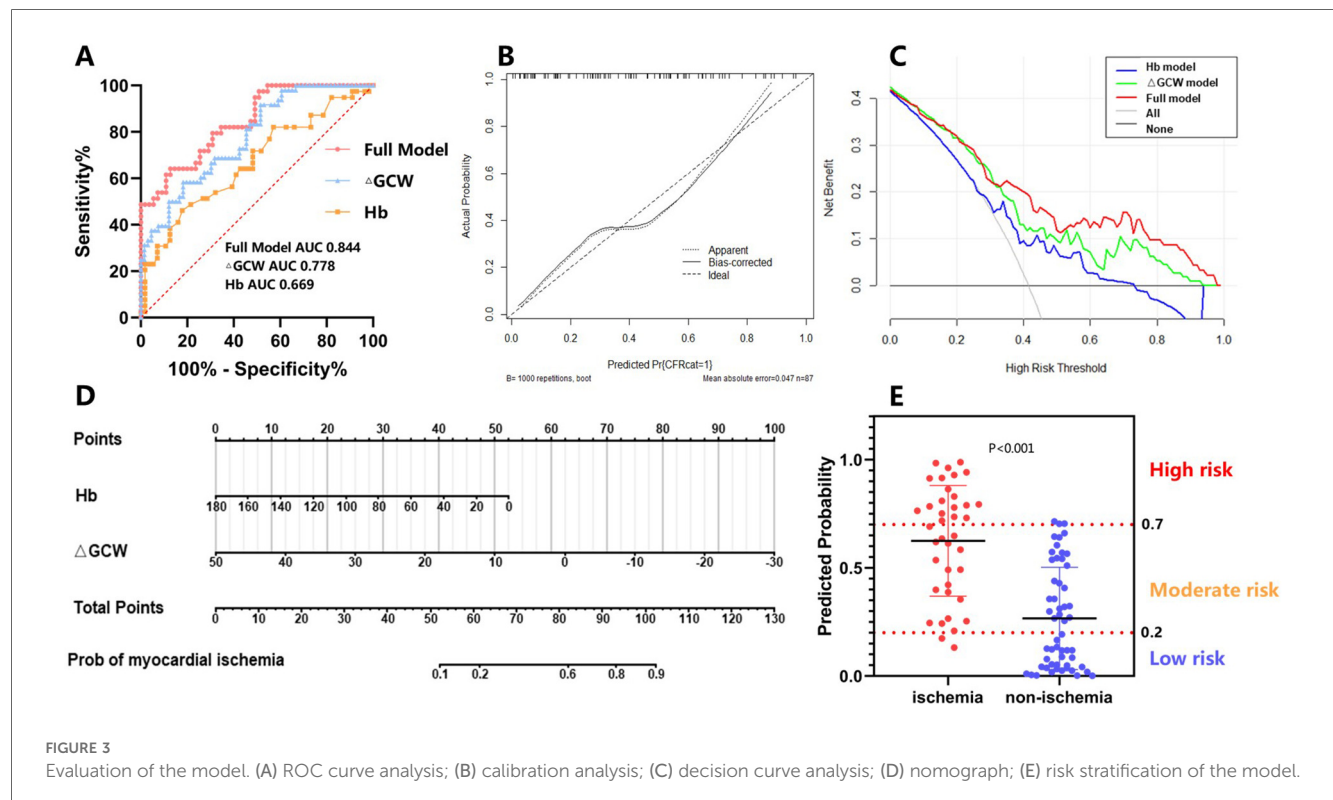 A
100
80
60
40
20
0
Sensitivity%
0 20 40 60 80 100
100% - Specificity%
Full Model
△GCW
Hb
Full Model AUC 0.844
△GCW AUC 0.778
Hb AUC 0.669
B
1.0
0.8
0.6
0.4
0.2
0.0
Actual Probability
Apparent
Bias-corrected
Ideal
0.0 0.2 0.4 0.6 0.8 1.0
Predicted Pr{CFRcat=1}
B= 1000 repetitions, boot Mean absolute error=0.047 n=87
C
Hb model
△GCW model
Full model
All
None
0.4
0.3
0.2
0.1
0.0
Net Benefit
0.0 0.2 0.4 0.6 0.8 1.0
High Risk Threshold
D
Points 0 10 20 30 40 50 60 70 80 90 100
Hb 180 160 140 120 100 80 60 40 20 0
△GCW 50 40 30 20 10 0 -10 -20 -30
Total Points 0 10 20 30 40 50 60 70 80 90 100 110 120 130
Prob of myocardial ischemia 0.1 0.2 0.6 0.8 0.9
E
P<0.001
1.0
0.5
0.0
Predicted Probability
High risk
0.7
Moderate risk
0.2
Low risk
ischemia non-ischemia
FIGURE 3
Evaluation of the model. (A) ROC curve analysis; (B) calibration analysis; (C) decision curve analysis; (D) nomograph; (E) risk stratification of the model.